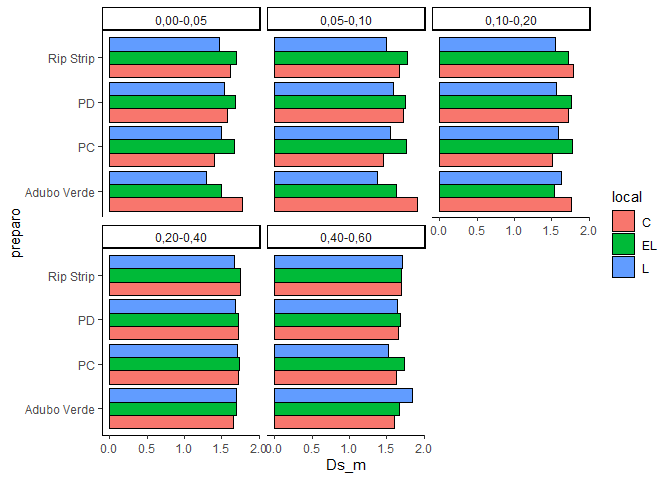 0,00-0,05 0,05-0,10 0,10-0,20
Rip Strip
PD
PC
Adubo Verde
0.0 0.5 1.0 1.5 2.0
0,20-0,40 0,40-0,60
Rip Strip
PD
PC
Adubo Verde
0.0 0.5 1.0 1.5 2.0 0.0 0.5 1.0 1.5 2.0
Ds_m
preparo
local
C
EL
L